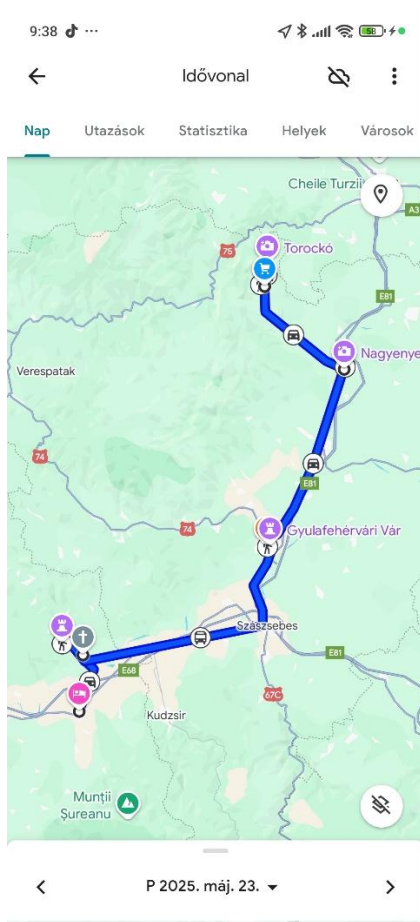 9:38
58
Idővonal
Nap Utazások Statisztika Helyek Városok
Cheile Turzii
A3
Torockó
75
E81
Nagyenye
Verespatak
74
E81
74
Gyulafehérvári Vár
Szászsebes
E81
E68
67C
Kudzsir
Munții
Șureanu
P 2025. máj. 23.